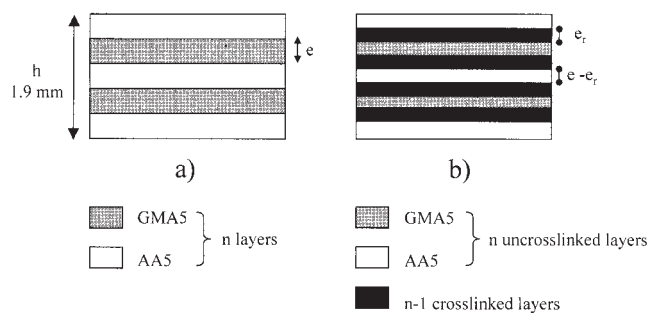 h
1.9 mm
e
e_r
e -e_r
a)
b)
GMA5
AA5
n layers
GMA5
AA5
n uncrosslinked layers
n-1 crosslinked layers